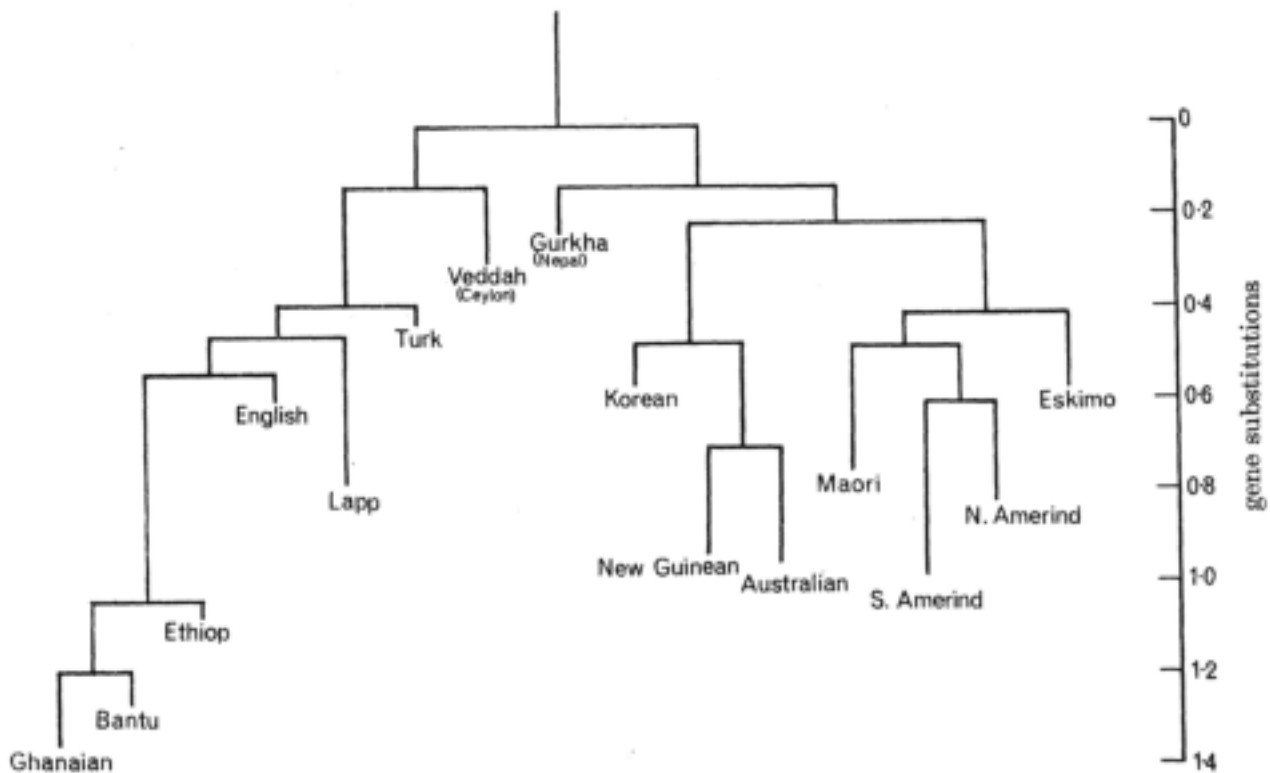 0
0·2
Gurkha
(Nepal)
Veddah
(Ceylon)
0·4
Turk
Korean
0·6
Eskimo
English
gene substitutions
Maori
0·8
Lapp
N. Amerind
New Guinean
Australian
1·0
S. Amerind
Ethiop
1·2
Bantu
Ghanaian
1·4